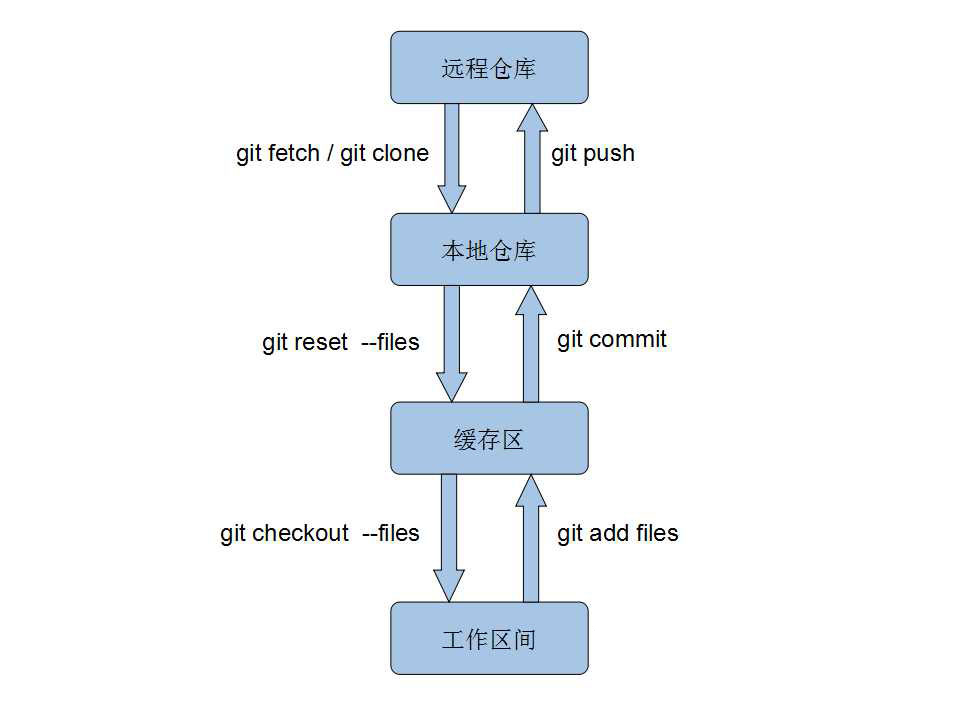 远程仓库
git fetch / git clone
git push
本地仓库
git reset  --files
git commit
缓存区
git checkout  --files
git add files
工作区间